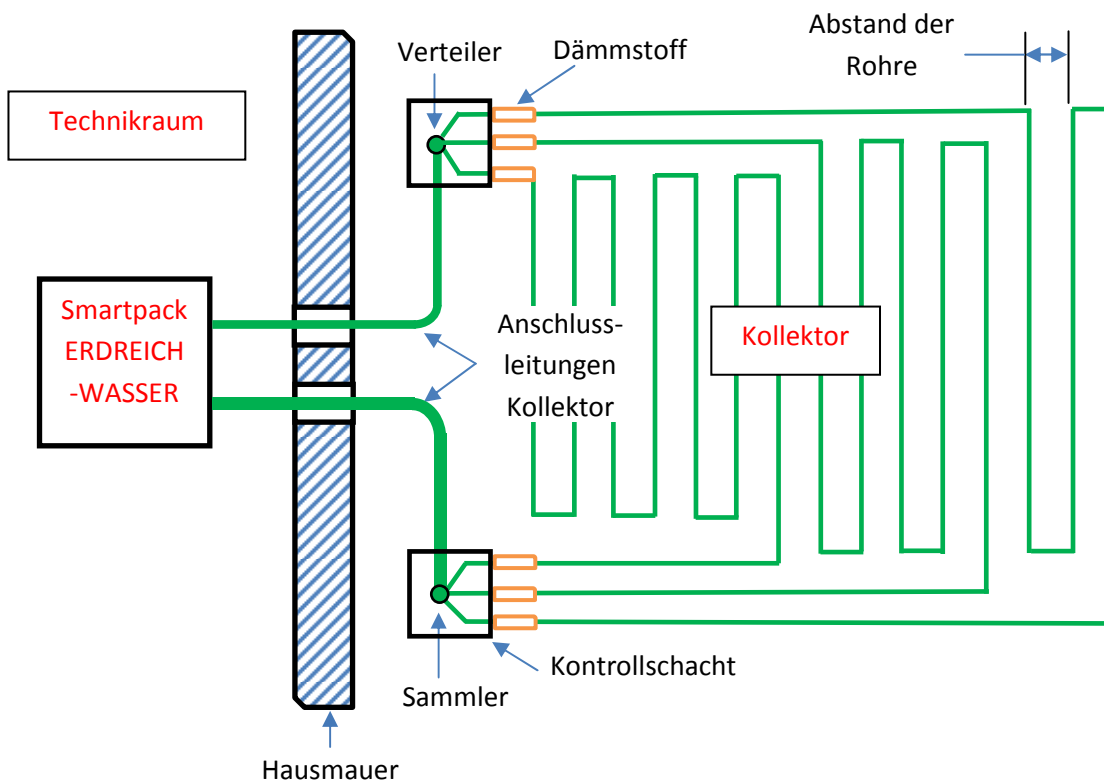 Verteiler
Dämmstoff
Abstand der
Rohre
Technikraum
Smartpack
ERDREICH
-WASSER
Anschluss-
leitungen
Kollektor
Kollektor
Kontrollschacht
Sammler
Hausmauer